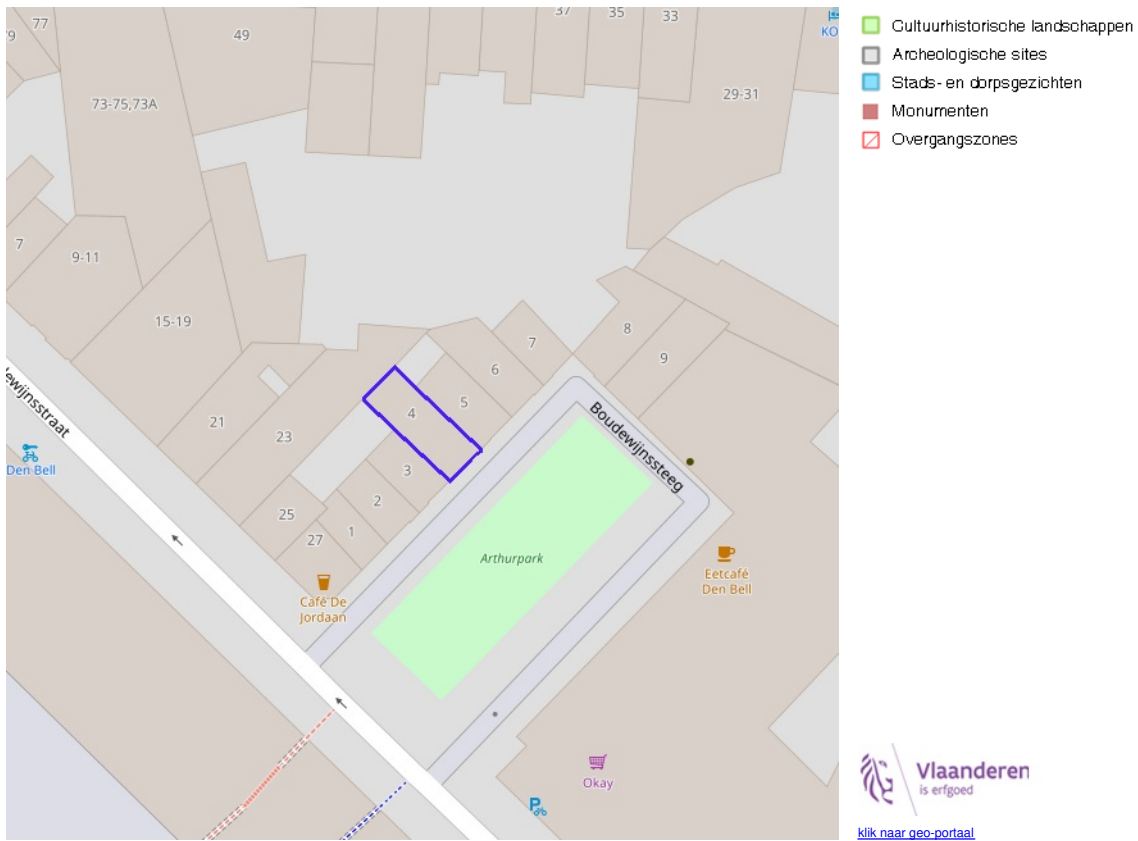 77
79
49
37
35
33
KO
73-75,73A
29-31
7
9-11
15-19
8
7
9
6
5
4
21
23
3
2
1
25
27
ewijnsstraat
Den Bell
Boudewijnssteeg
Arthurpark
Eetcafé
Den Bell
Café De
Jordaan
Okay
P
Cultuurhistorische landschappen
Archeologische sites
Stads- en dorpsgezichten
Monumenten
Overgangszones
Vlaanderen
is erfgoed
klik naar geo-portaal